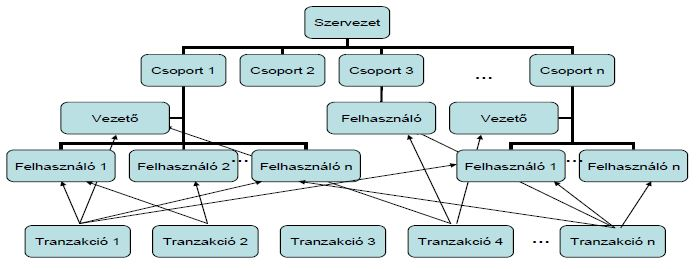 Szervezet
Csoport 1
Csoport 2
Csoport 3
...
Csoport n
Vezető
Felhasználó
Vezető
Felhasználó 1
Felhasználó 2
...
Felhasználó n
Felhasználó 1
...
Felhasználó n
Tranzakció 1
Tranzakció 2
Tranzakció 3
Tranzakció 4
...
Tranzakció n